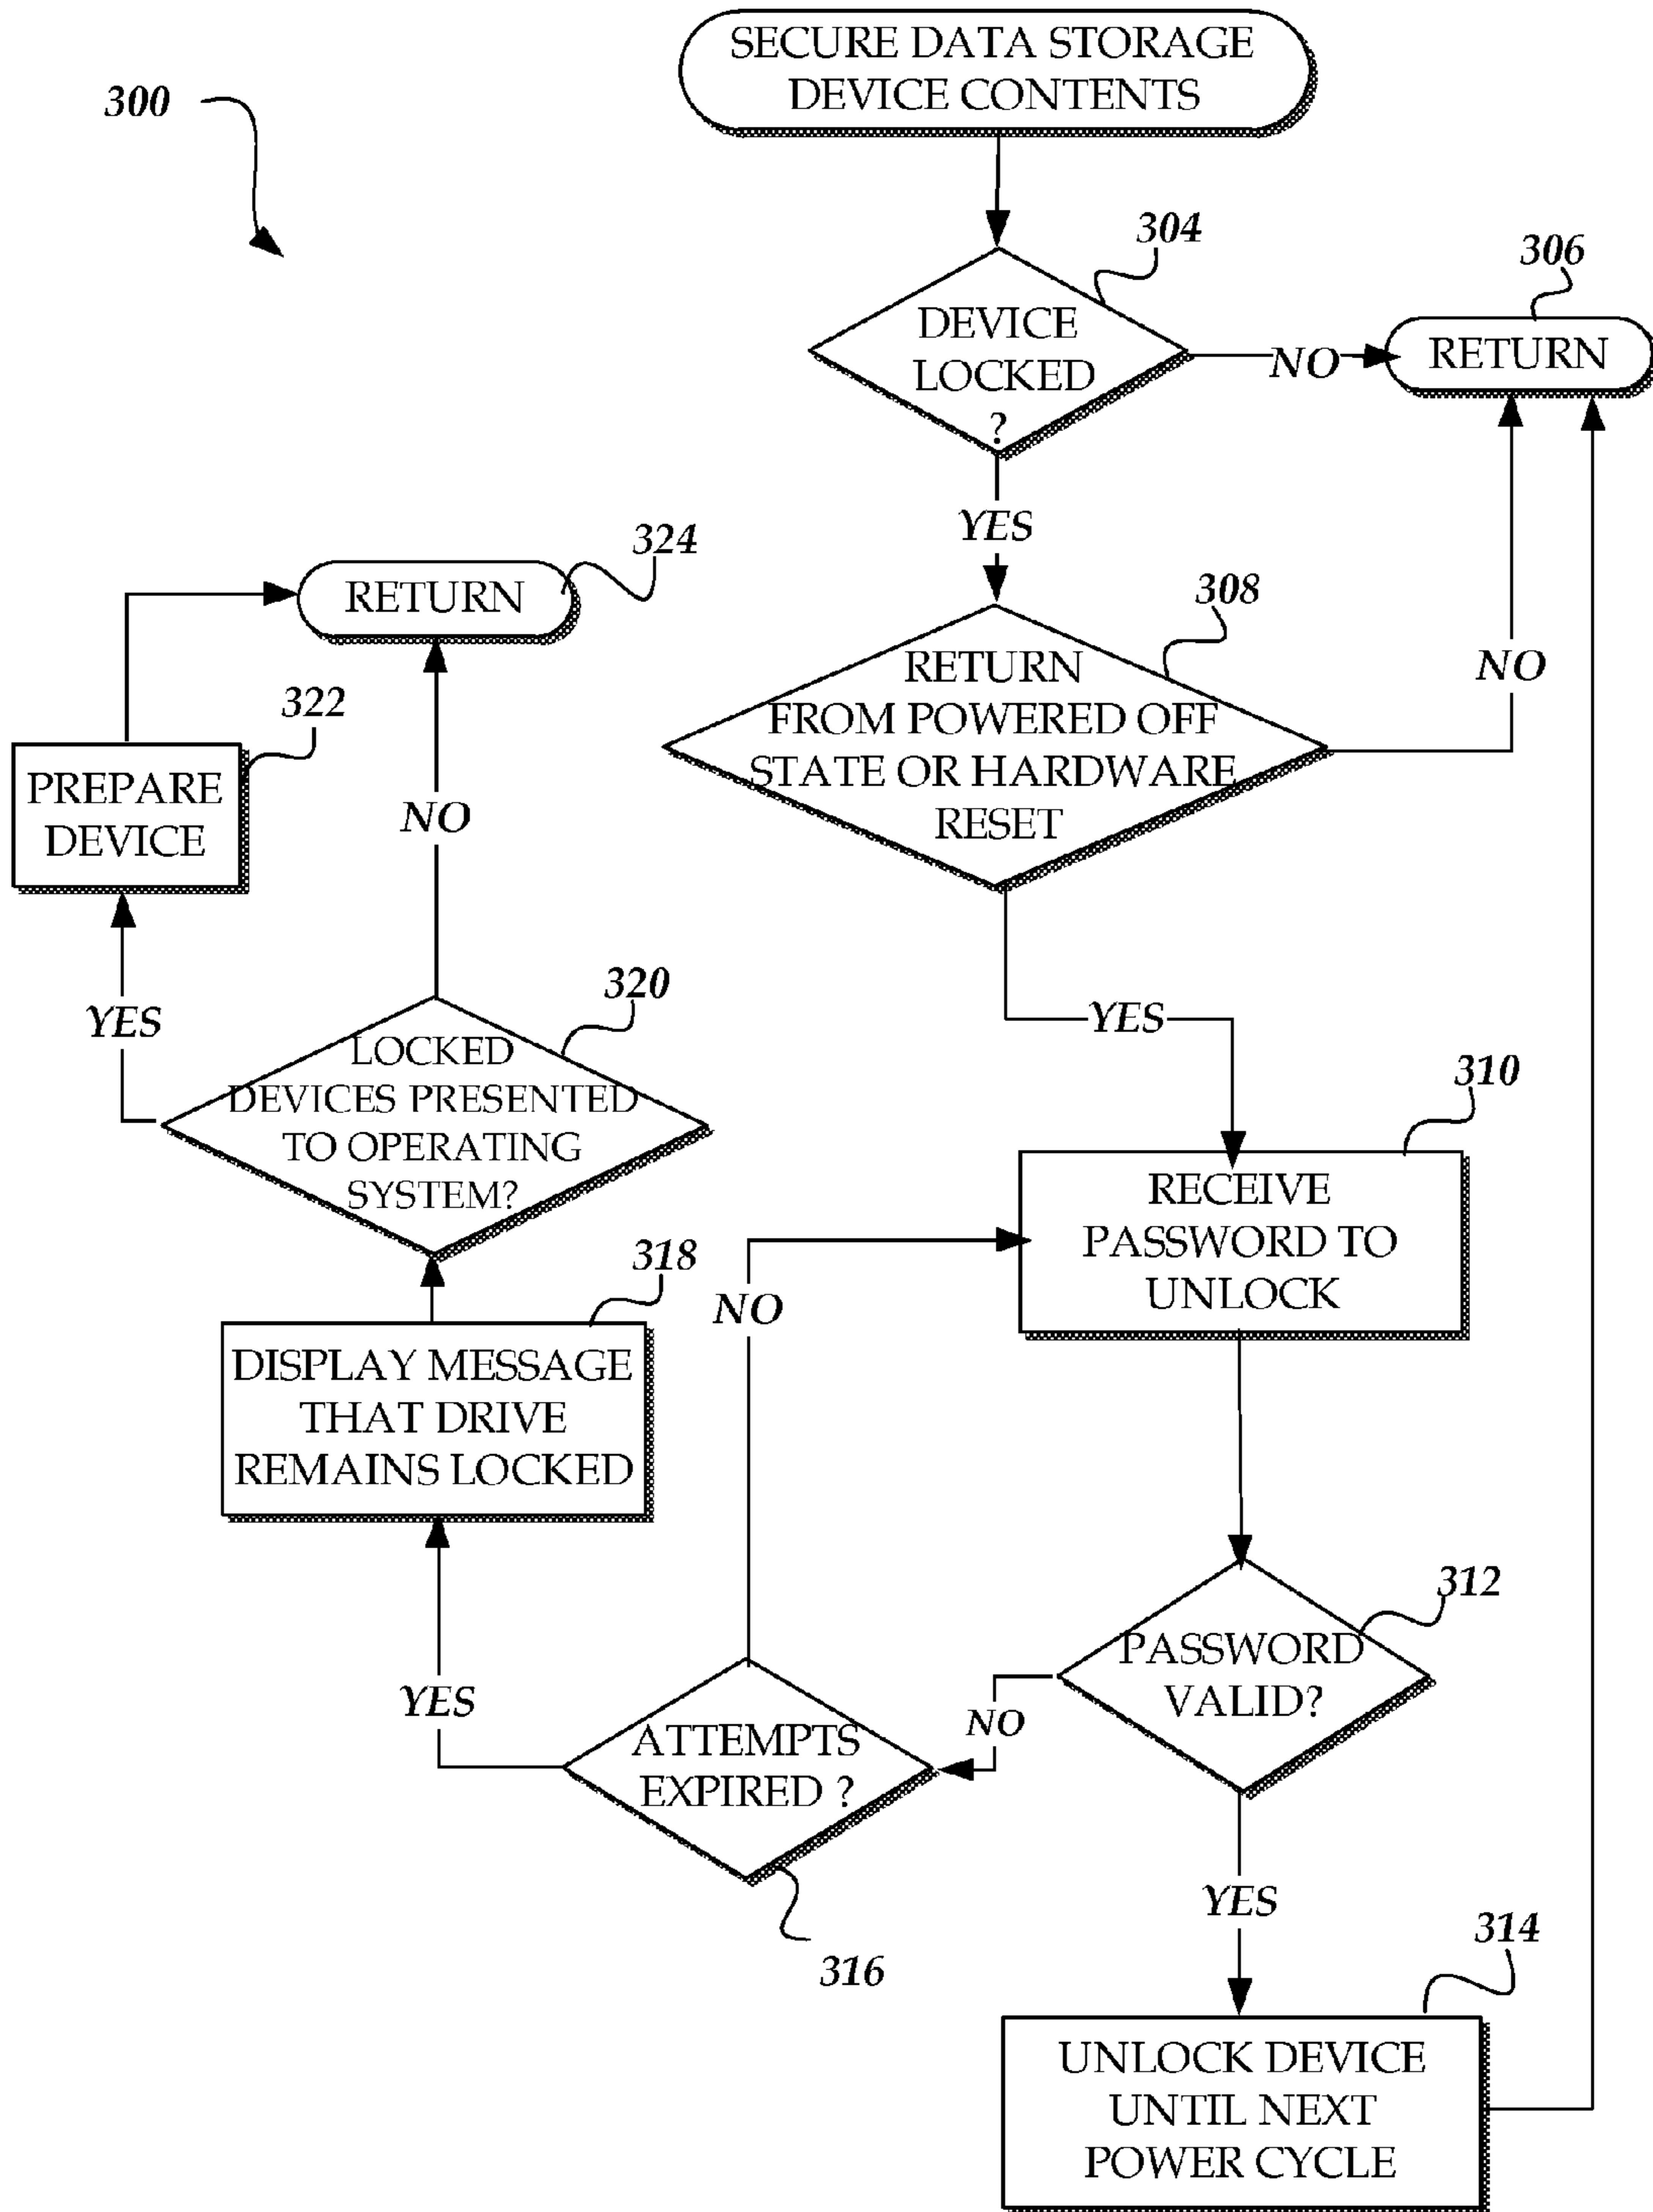 SECURE DATA STORAGE
DEVICE CONTENTS
300
304
306
DEVICE
LOCKED
?
NO
RETURN
YES
324
RETURN
308
RETURN
FROM POWERED OFF
STATE OR HARDWARE
RESET
NO
322
PREPARE
DEVICE
NO
YES
320
LOCKED
DEVICES PRESENTED
TO OPERATING
SYSTEM?
YES
310
RECEIVE
PASSWORD TO
UNLOCK
318
NO
DISPLAY MESSAGE
THAT DRIVE
REMAINS LOCKED
312
PASSWORD
VALID?
YES
NO
ATTEMPTS
EXPIRED ?
316
YES
314
UNLOCK DEVICE
UNTIL NEXT
POWER CYCLE